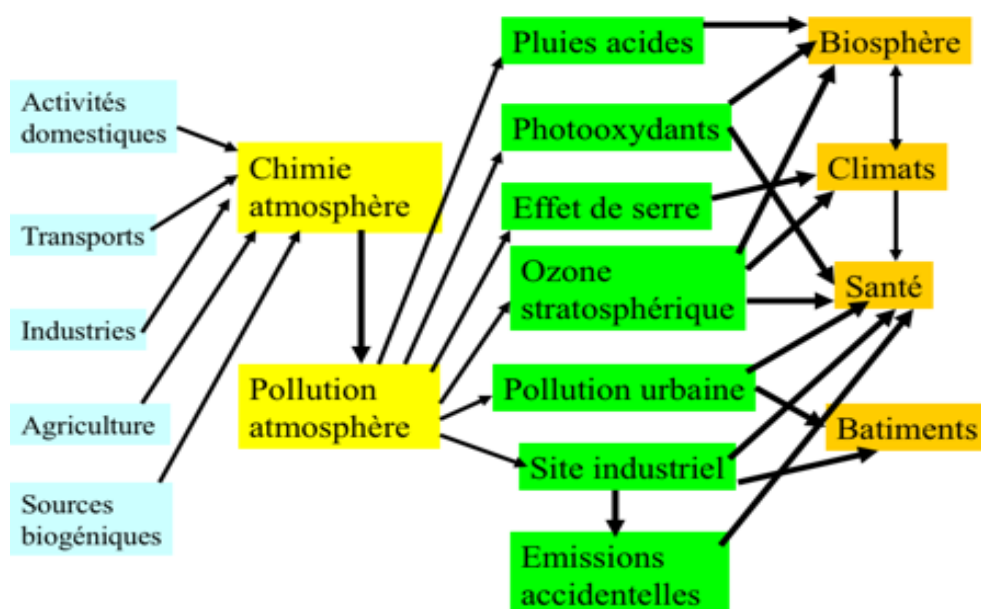 Activités
domestiques
Transports
Industries
Agriculture
Sources
biogéniques
Chimie
atmosphère
Pollution
atmosphère
Pluies acides
Photooxydants
Effet de serre
Ozone
stratosphérique
Pollution urbaine
Site industriel
Emissions
accidentelles
Biosphère
Climats
Santé
Batiments